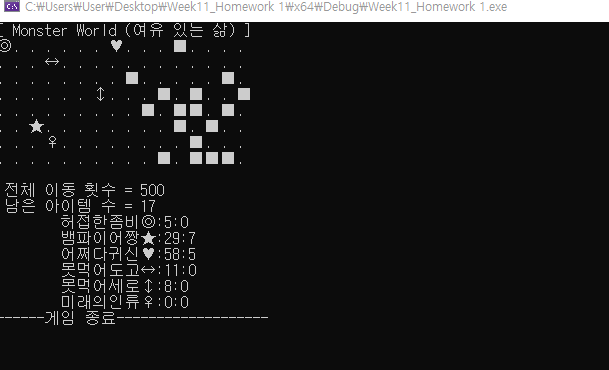 C:\Users\User\Desktop\Week11_Homework 1\x64\Debug\Week11_Homework 1.exe
[ Monster World (여유 있는 삶) ]
◎. . . . . . ♥. . . ■. . . .
. . . ↔. . . . . . . . . . . .
. . . . . . . . ■. . . . . ■.
. . . . . . ↕. . . ■. ■. . ■
. . . . . . . . . ■. ■■. ■.
. . ★. . . . . . . . ■. ■. .
. . . ♀. . . . . . . . ■. . .
. . . . . . . . . . ■. ■■■.
전체 이동 횟수 = 500
남은 아이템 수 = 17
허접한좀비◎:5:0
뱀파이어짱★:29:7
어쩌다귀신♥:58:5
못먹어도고↔:11:0
못먹어세로↕:8:0
미래의인류♀:0:0
------게임 종료-------------------